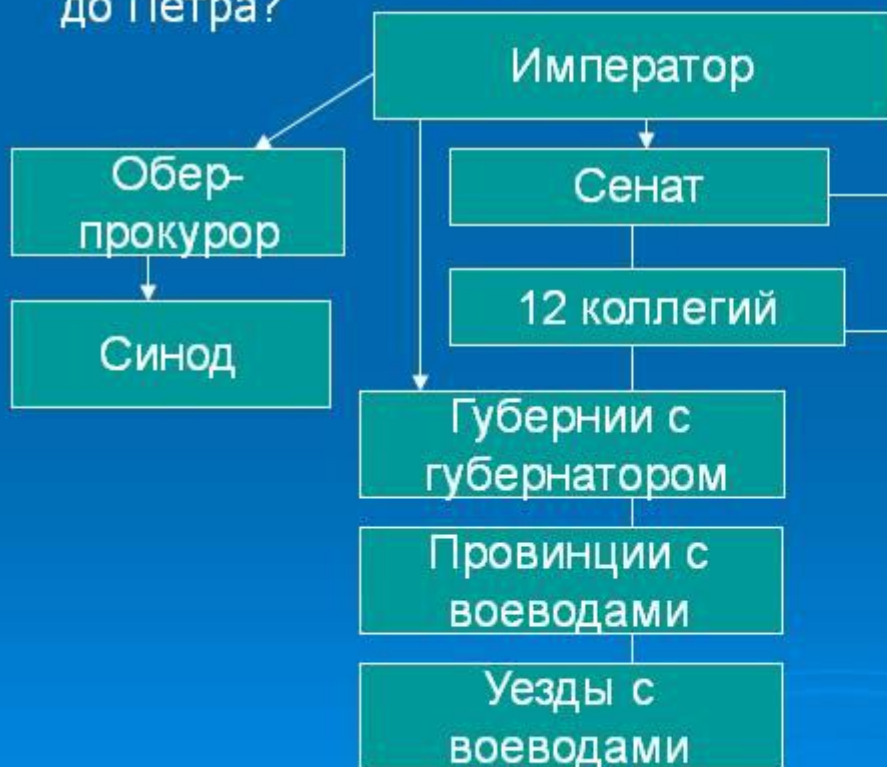 до Петра?
Император
Обер-
прокурор
Сенат
12 коллегий
Синод
Губернии с
губернатором
Провинции с
воеводами
Уезды с
воеводами